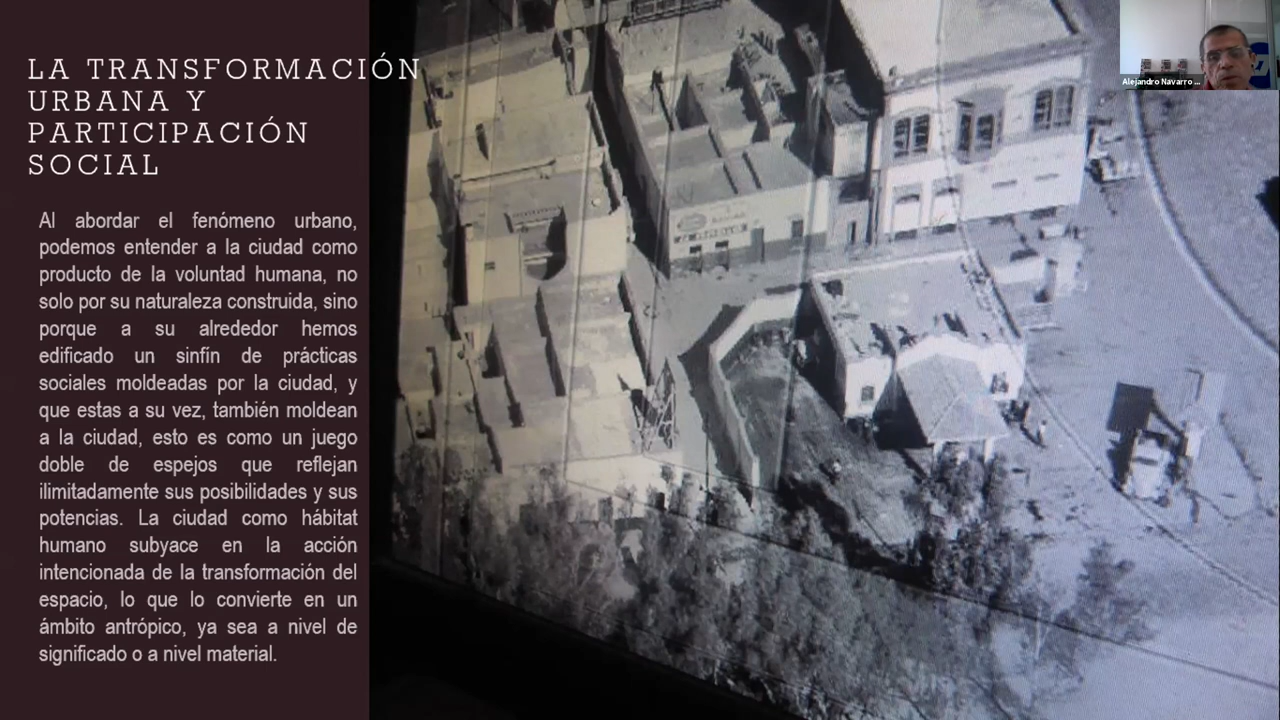 LA TRANSFORMACIÓN
URBANA Y
PARTICIPACIÓN
SOCIAL
Al abordar el fenómeno urbano,
podemos entender a la ciudad como
producto de la voluntad humana, no
solo por su naturaleza construida, sino
porque a su alrededor hemos
edificado un sinfín de prácticas
sociales moldeadas por la ciudad, y
que estas a su vez, también moldean
a la ciudad, esto es como un juego
doble de espejos que reflejan
ilimitadamente sus posibilidades y sus
potencias. La ciudad como hábitat
humano subyace en la acción
intencionada de la transformación del
espacio, lo que lo convierte en un
ámbito antrópico, ya sea a nivel de
significado o a nivel material.
Alejandro Navarro ...